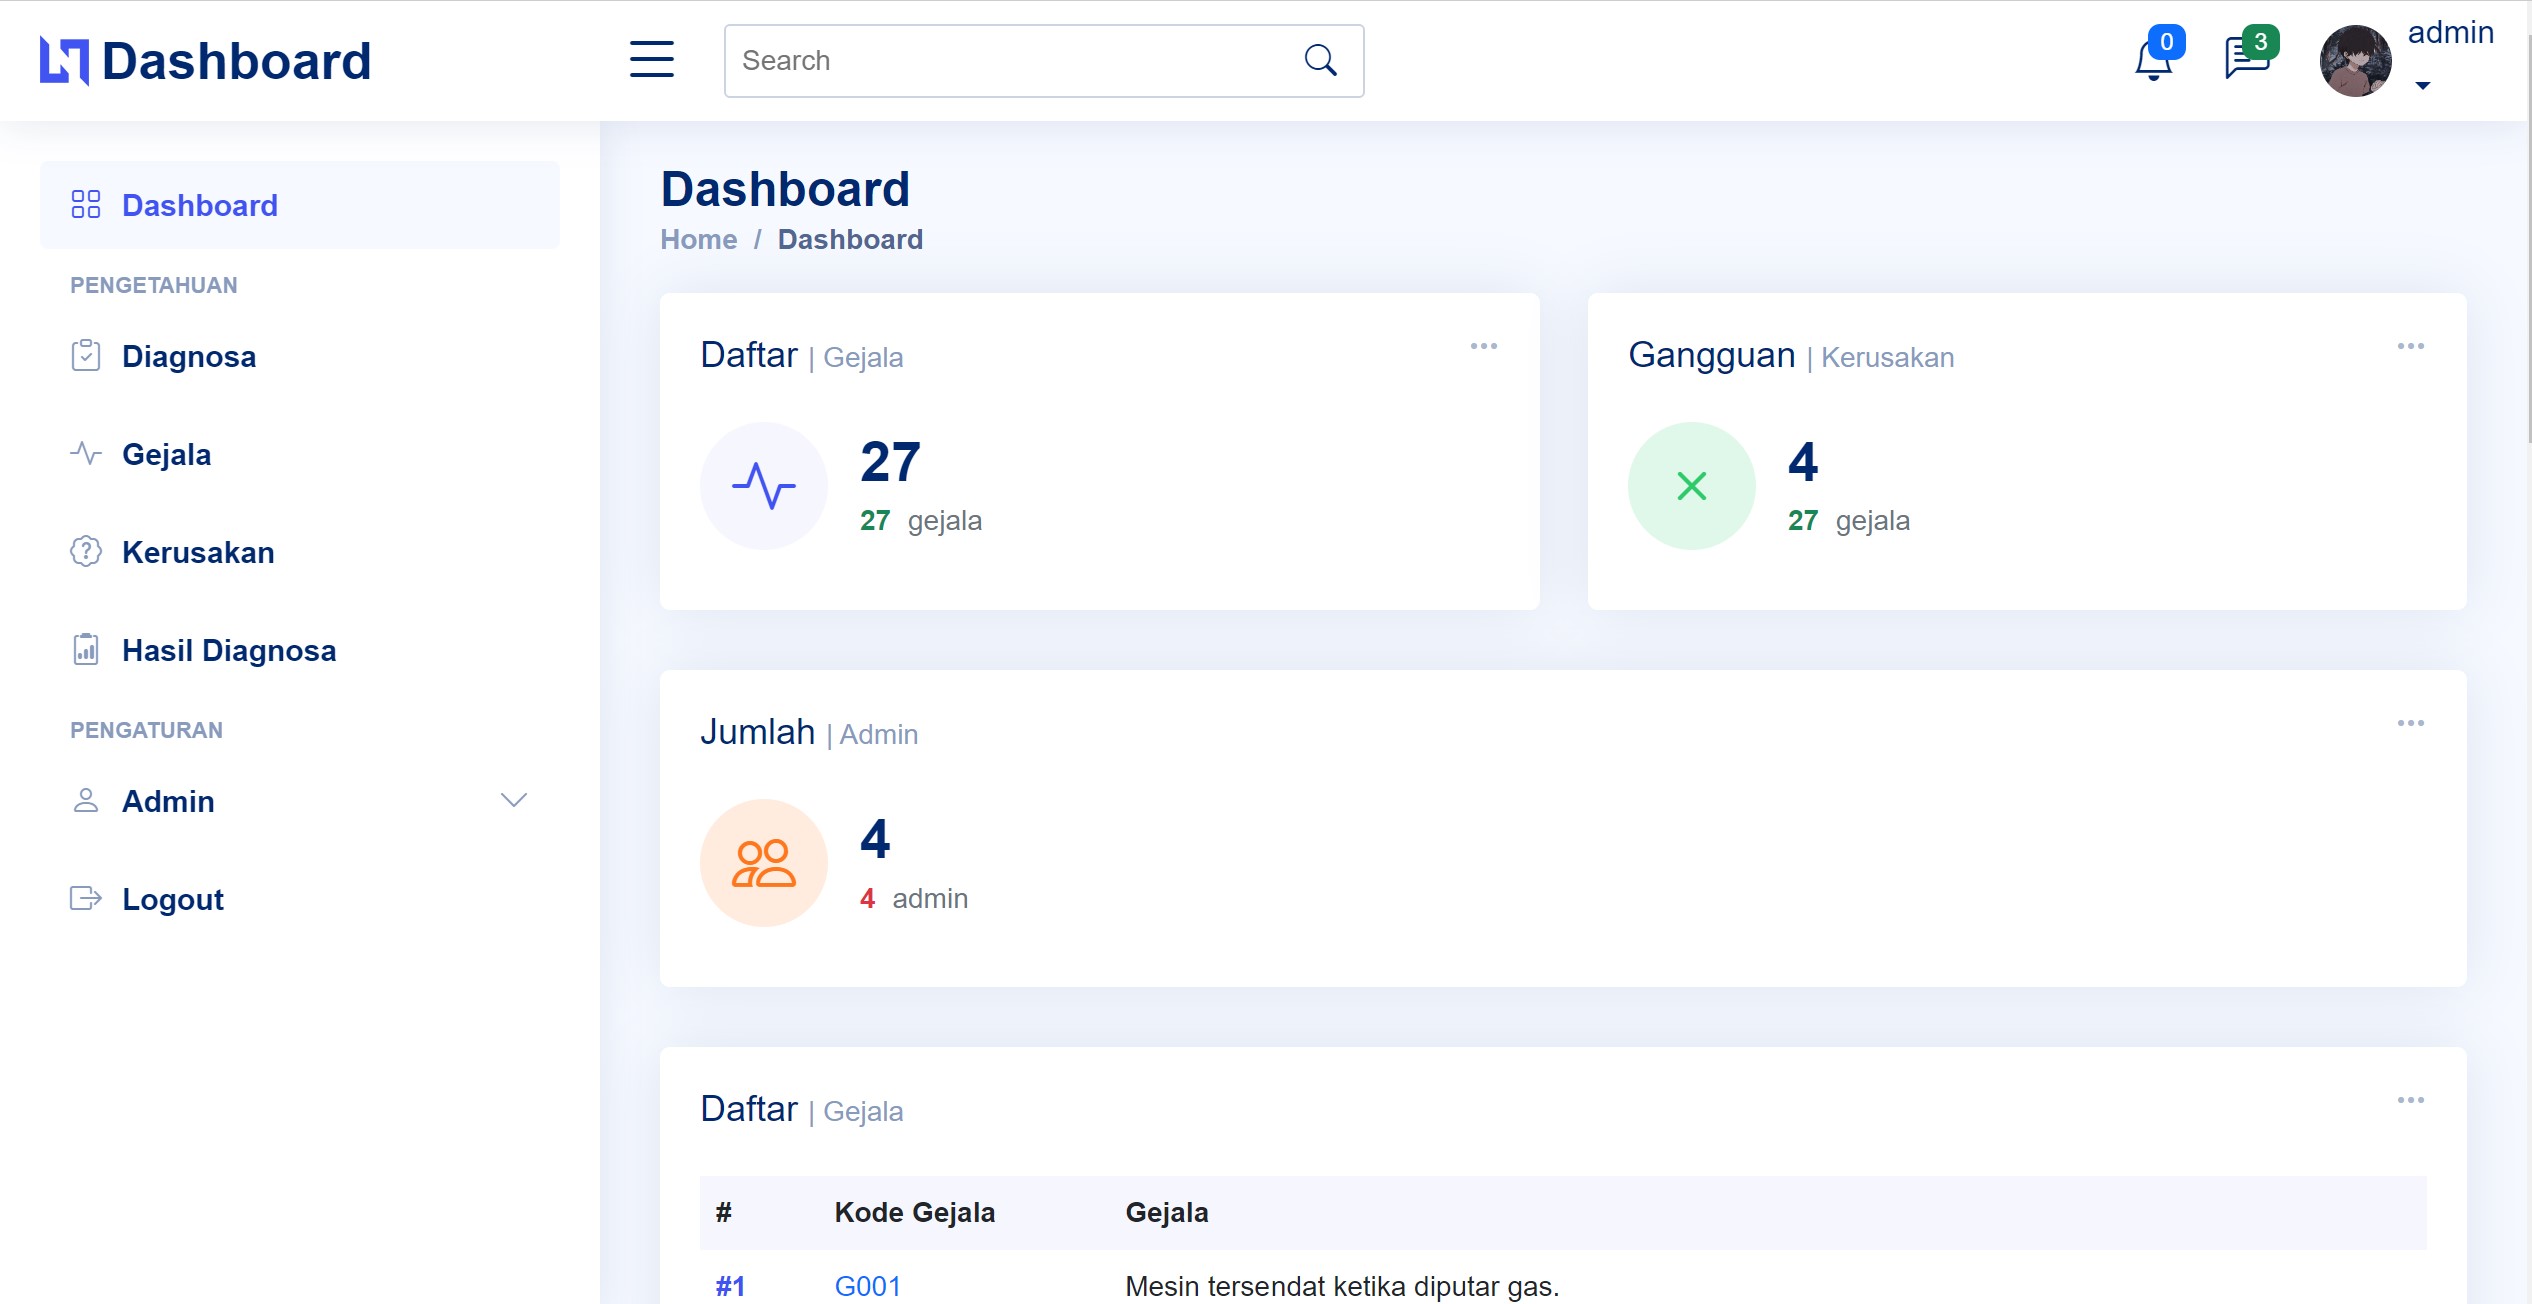 Dashboard
Search
0
3
admin
Dashboard
PENGETAHUAN
Diagnosa
Gejala
Kerusakan
Hasil Diagnosa
PENGATURAN
Admin
Logout
Dashboard
Home / Dashboard
Daftar | Gejala
27
27 gejala
Gangguan | Kerusakan
4
27 gejala
Jumlah | Admin
4
4 admin
Daftar | Gejala
# Kode Gejala Gejala
#1 G001 Mesin tersendat ketika diputar gas.